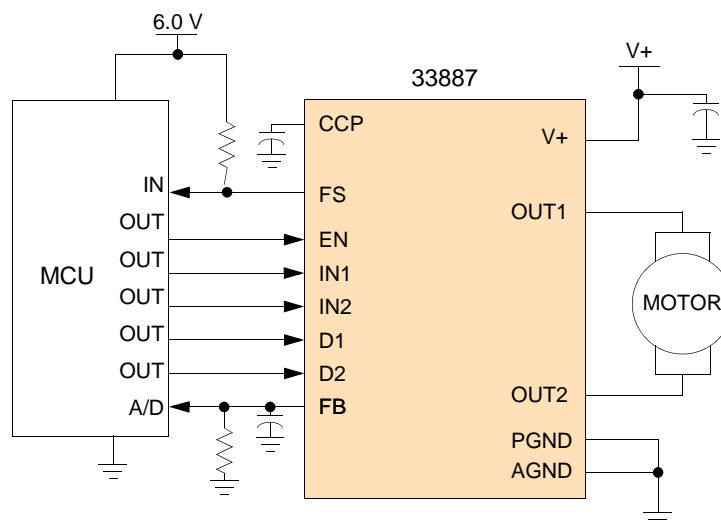 6.0 V
V+
33887
CCP
V+
IN
FS
OUT1
OUT
EN
OUT
IN1
MCU
MOTOR
OUT
IN2
OUT
D1
OUT
D2
OUT2
A/D
FB
PGND
AGND